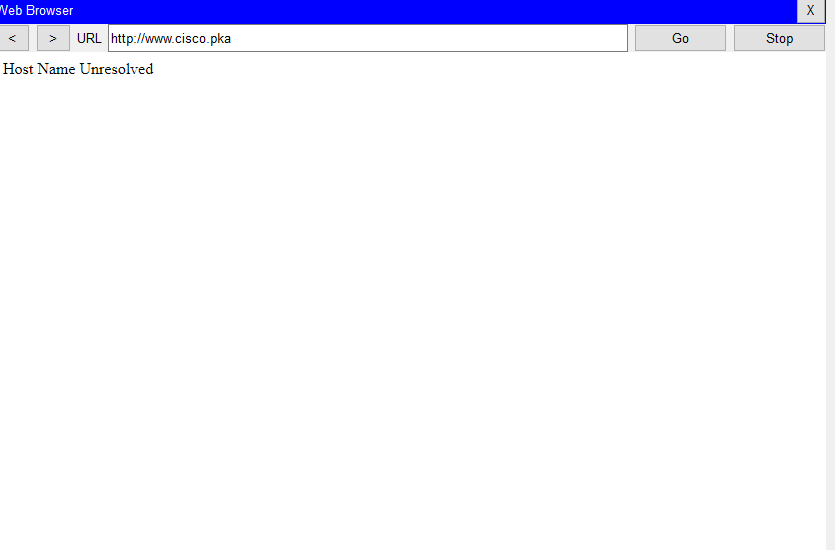 Web Browser X
< > URL http://www.cisco.pka Go Stop
Host Name Unresolved